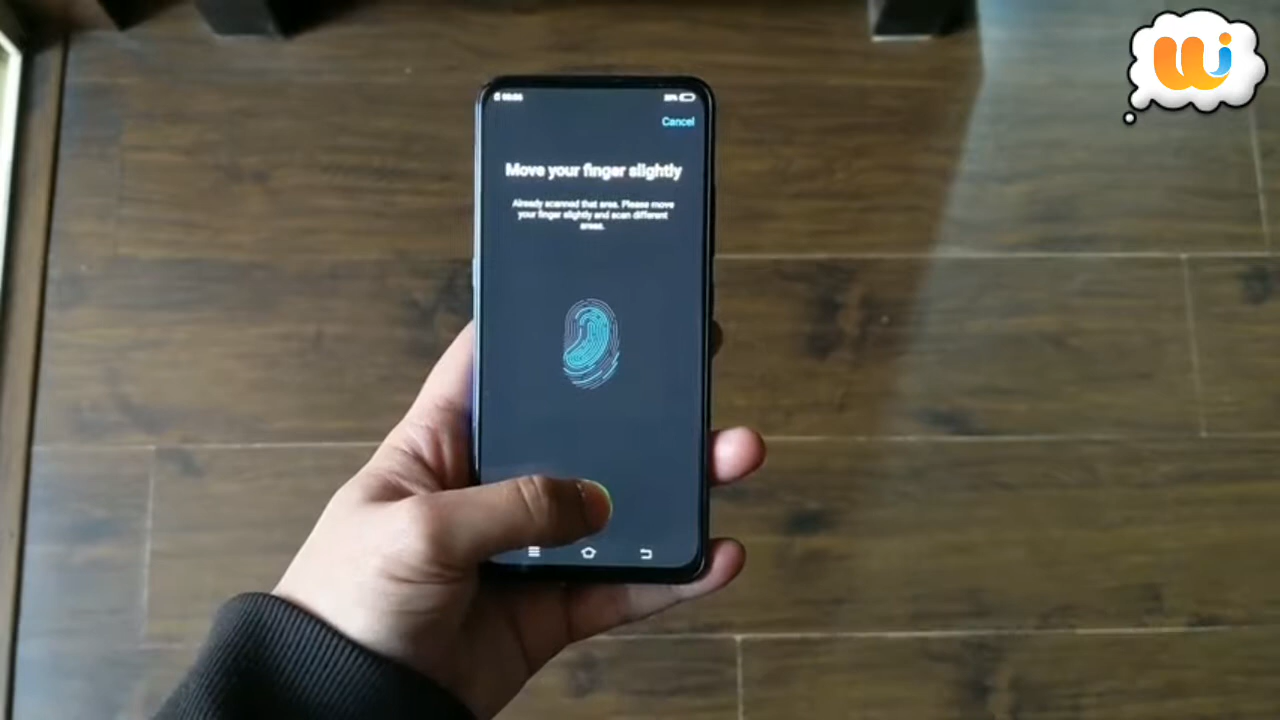 Cancel
Move your finger slightly
Already scanned that area. Please move
your finger slightly and scan different
areas.